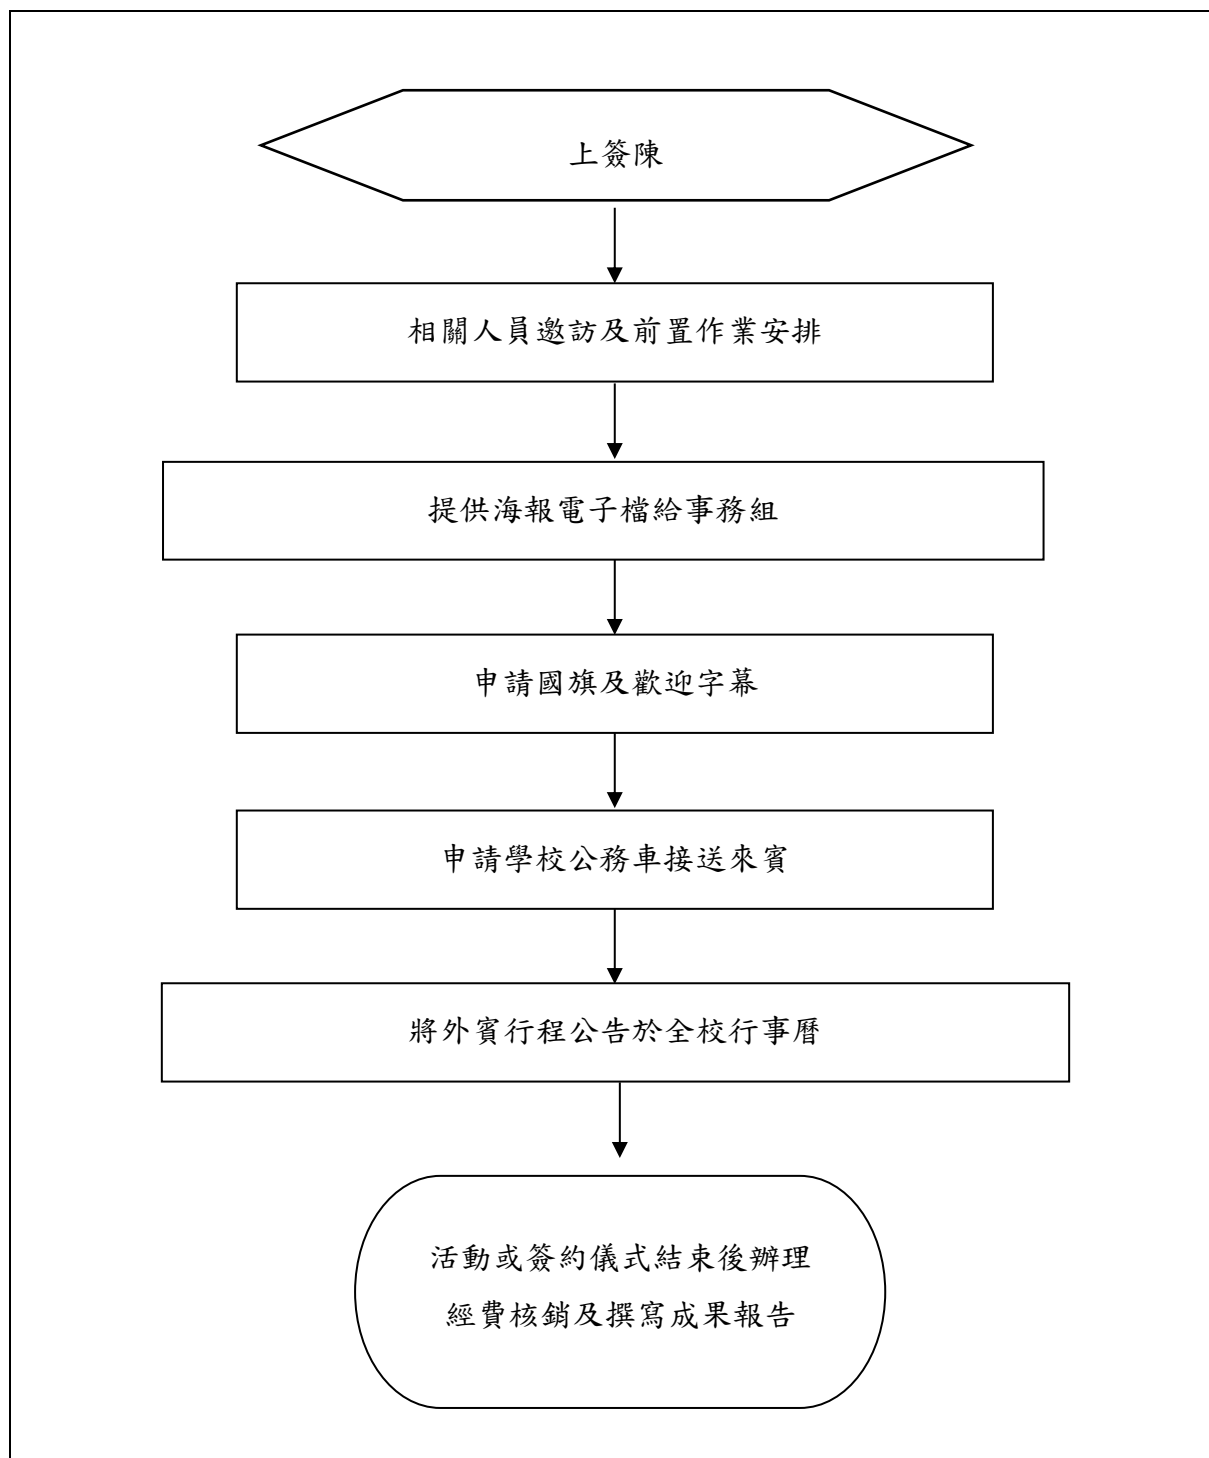 上簽陳
相關人員邀訪及前置作業安排
提供海報電子檔給事務組
申請國旗及歡迎字幕
申請學校公務車接送來賓
將外賓行程公告於全校行事曆
活動或簽約儀式結束後辦理
經費核銷及撰寫成果報告